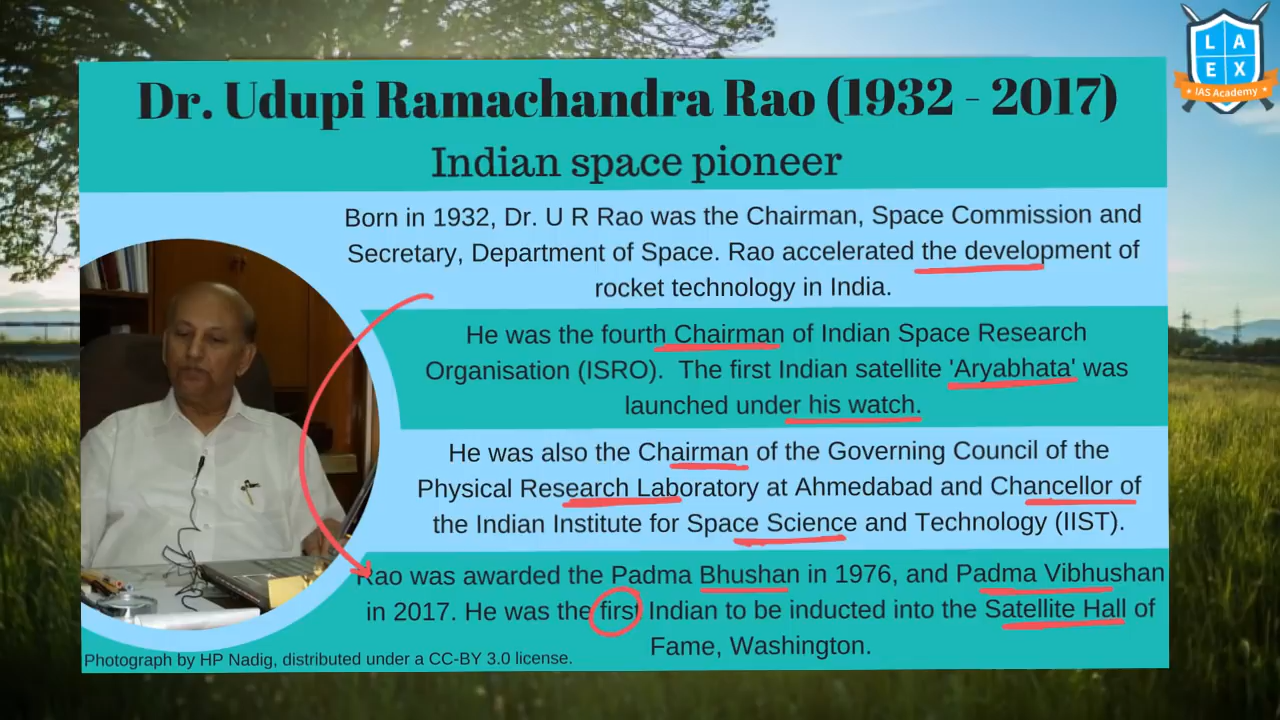 LA
EX
IAS Academy
Dr. Udupi Ramachandra Rao (1932 - 2017)
Indian space pioneer
Born in 1932, Dr. U R Rao was the Chairman, Space Commission and
Secretary, Department of Space. Rao accelerated the development of
rocket technology in India.
He was the fourth Chairman of Indian Space Research
Organisation (ISRO). The first Indian satellite 'Aryabhata' was
launched under his watch.
He was also the Chairman of the Governing Council of the
Physical Research Laboratory at Ahmedabad and Chancellor of
the Indian Institute for Space Science and Technology (IIST).
Rao was awarded the Padma Bhushan in 1976, and Padma Vibhushan
in 2017. He was the first Indian to be inducted into the Satellite Hall of
Fame, Washington.
Photograph by HP Nadig, distributed under a CC-BY 3.0 license.